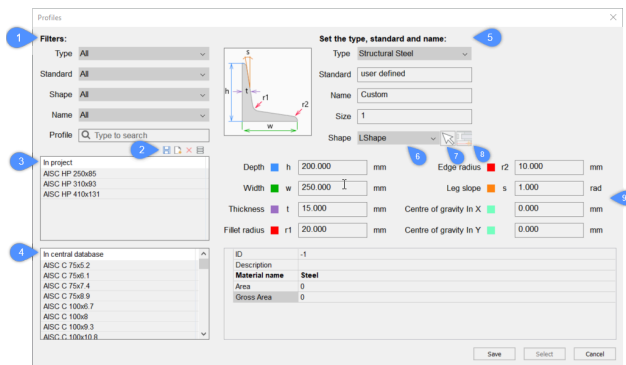 Profiles
1
Filters:
Type All
Standard All
Shape All
Name All
Profile Type to search
2
3
In project
AISC HP 250x85
AISC HP 310x93
AISC HP 410x131
4
In central database
AISC C 75x5.2
AISC C 75x6.1
AISC C 75x7.4
AISC C 75x8.9
AISC C 100x6.7
AISC C 100x8
AISC C 100x9.3
AISC C 100x10.8
s
h
t
r1
r2
w
Set the type, standard and name:
5
Type Structural Steel
Standard user defined
Name Custom
Size 1
Shape LShape
6
7
8
Depth h 200.000 mm
Edge radius r2 10.000 mm
Width w 250.000 mm
Leg slope s 1.000 rad
9
Thickness t 15.000 mm
Centre of gravity In X 0.000 mm
Fillet radius r1 20.000 mm
Centre of gravity In Y 0.000 mm
ID -1
Description
Material name Steel
Area 0
Gross Area 0
Save Select Cancel